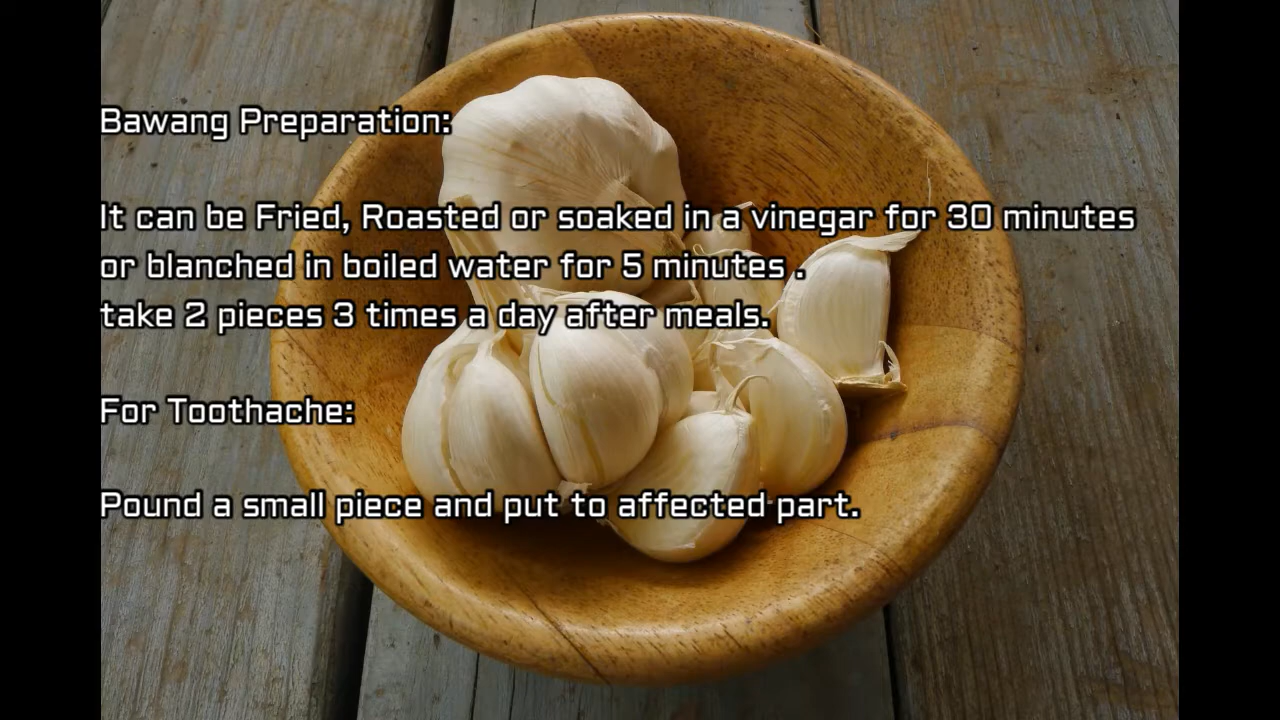 Bawang Preparation:
It can be Fried, Roasted or soaked in a vinegar for 30 minutes
or blanched in boiled water for 5 minutes .
take 2 pieces 3 times a day after meals.
For Toothache:
Pound a small piece and put to affected part.